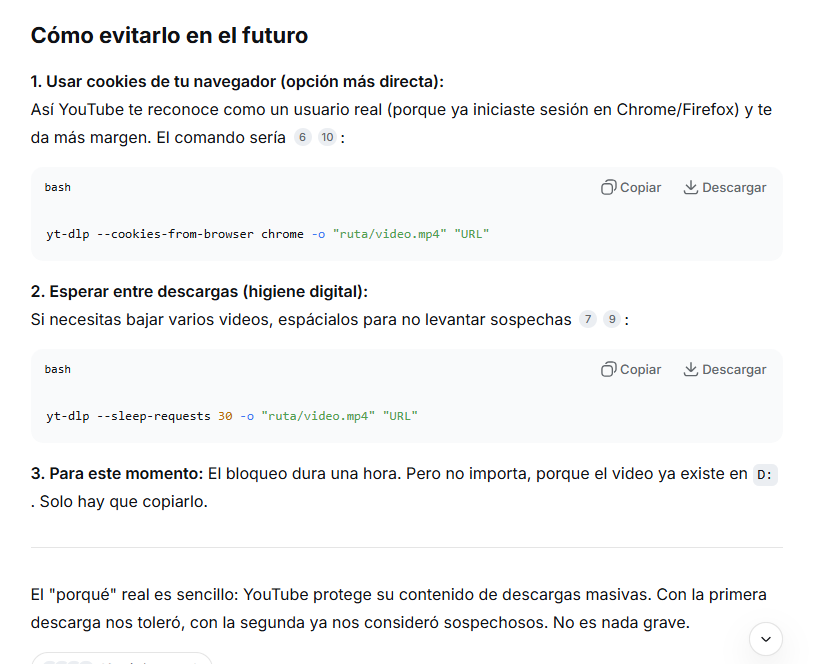 Cómo evitarlo en el futuro
1. Usar cookies de tu navegador (opción más directa):
Así YouTube te reconoce como un usuario real (porque ya iniciaste sesión en Chrome/Firefox) y te
da más margen. El comando sería 6 10 :
bash Copiar Descargar
yt-dlp --cookies-from-browser chrome -o "ruta/video.mp4" "URL"
2. Esperar entre descargas (higiene digital):
Si necesitas bajar varios videos, espácialos para no levantar sospechas 7 9 :
bash Copiar Descargar
yt-dlp --sleep-requests 30 -o "ruta/video.mp4" "URL"
3. Para este momento: El bloqueo dura una hora. Pero no importa, porque el video ya existe en D:
. Solo hay que copiarlo.
El "porqué" real es sencillo: YouTube protege su contenido de descargas masivas. Con la primera
descarga nos toleró, con la segunda ya nos consideró sospechosos. No es nada grave.